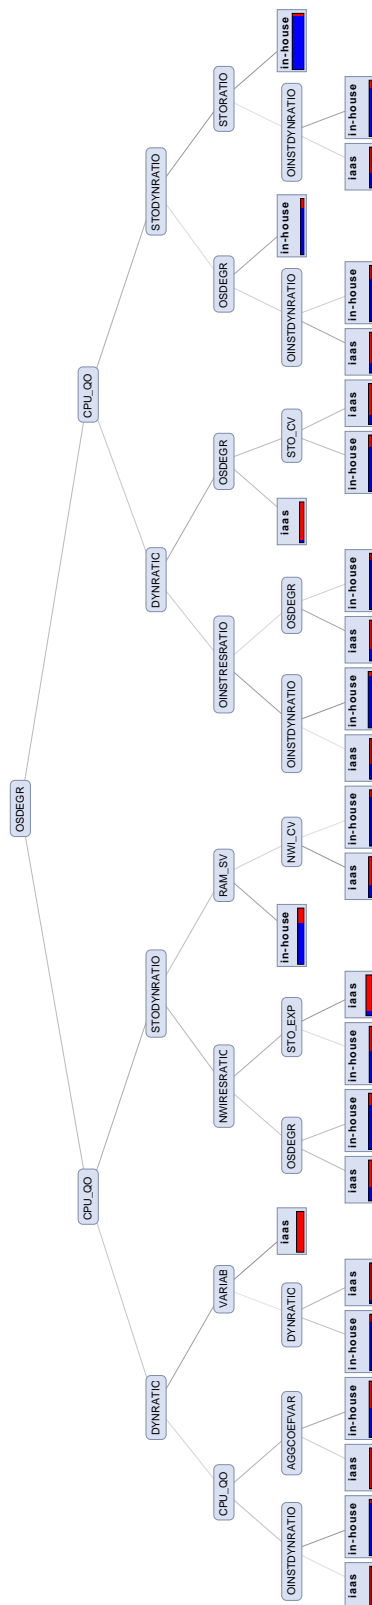 OSDEGR
CPU_QO
CPU_QO
DYNRATIC
STODYNRATIO
DYNRATIC
STODYNRATIO
CPU_QO
VARIAB
NWIRESRATIC
RAM_SV
OINSTRESRATIO
OSDEGR
OSDEGR
STORATIO
OINSTDYNRATIO
AGGCOEFVAR
DYNRATIC
iaas
OSDEGR
STO_EXP
in-house
NWI_CV
OINSTDYNRATIO
OSDEGR
iaas
STO_CV
OINSTDYNRATIO
in-house
OINSTDYNRATIO
in-house
iaas
in-house
iaas
in-house
in-house
iaas
iaas
in-house
in-house
iaas
iaas
in-house
iaas
in-house
iaas
in-house
in-house
iaas
iaas
in-house
iaas
in-house